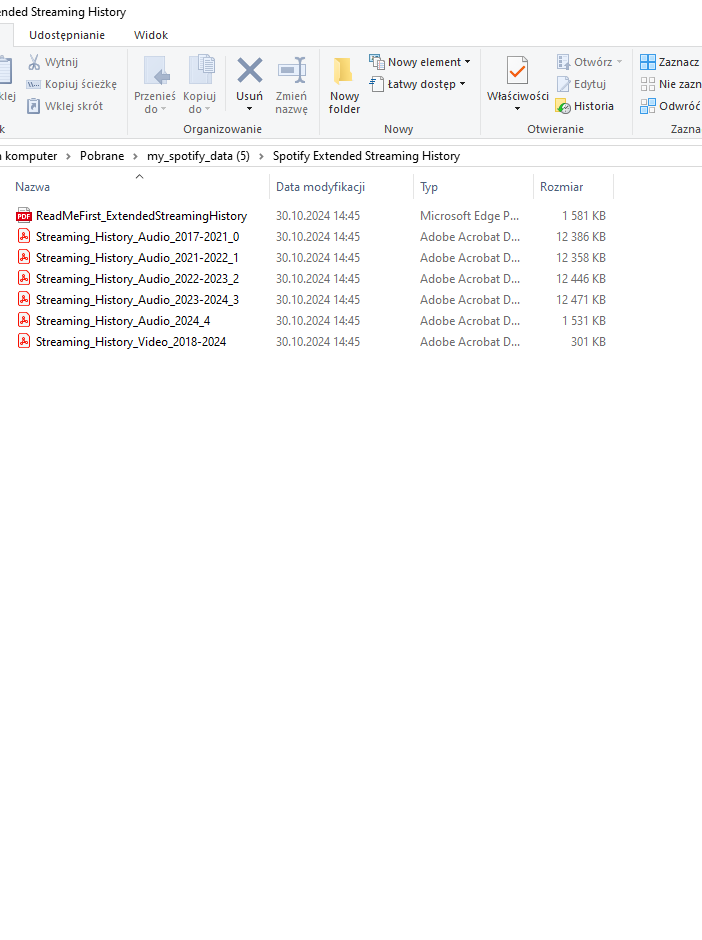 ended Streaming History
Udostępnianie Widok
Wytnij
Kopiuj ścieżkę
Wklej skrót
Przenieś do
Kopiuj do
Usuń
Zmień nazwę
Organizowanie
Nowy folder
Nowy element
Łatwy dostęp
Nowy
Właściwości
Otwórz
Edytuj
Historia
Otwieranie
Zaznacz
Nie zazn
Odwróć
Zazna
komputer > Pobrane > my_spotify_data (5) > Spotify Extended Streaming History
Nazwa Data modyfikacji Typ Rozmiar
PDF ReadMeFirst_ExtendedStreamingHistory 30.10.2024 14:45 Microsoft Edge P... 1 581 KB
Streaming_History_Audio_2017-2021_0 30.10.2024 14:45 Adobe Acrobat D... 12 386 KB
Streaming_History_Audio_2021-2022_1 30.10.2024 14:45 Adobe Acrobat D... 12 358 KB
Streaming_History_Audio_2022-2023_2 30.10.2024 14:45 Adobe Acrobat D... 12 446 KB
Streaming_History_Audio_2023-2024_3 30.10.2024 14:45 Adobe Acrobat D... 12 471 KB
Streaming_History_Audio_2024_4 30.10.2024 14:45 Adobe Acrobat D... 1 531 KB
Streaming_History_Video_2018-2024 30.10.2024 14:45 Adobe Acrobat D... 301 KB